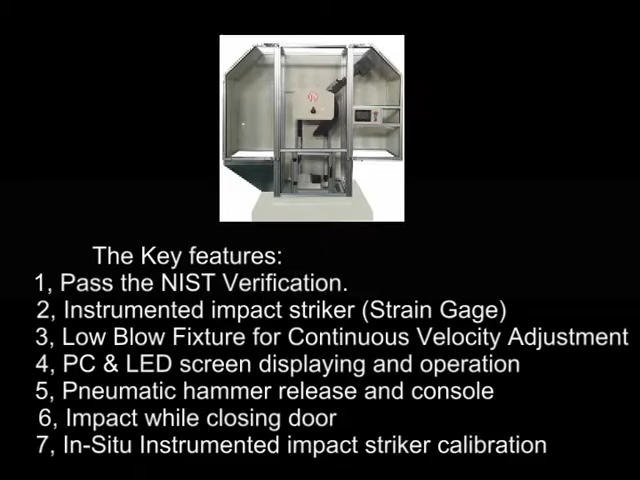 The Key features:
1, Pass the NIST Verification.
2, Instrumented impact striker (Strain Gage)
3, Low Blow Fixture for Continuous Velocity Adjustment
4, PC & LED screen displaying and operation
5, Pneumatic hammer release and console
6, Impact while closing door
7, In-Situ Instrumented impact striker calibration